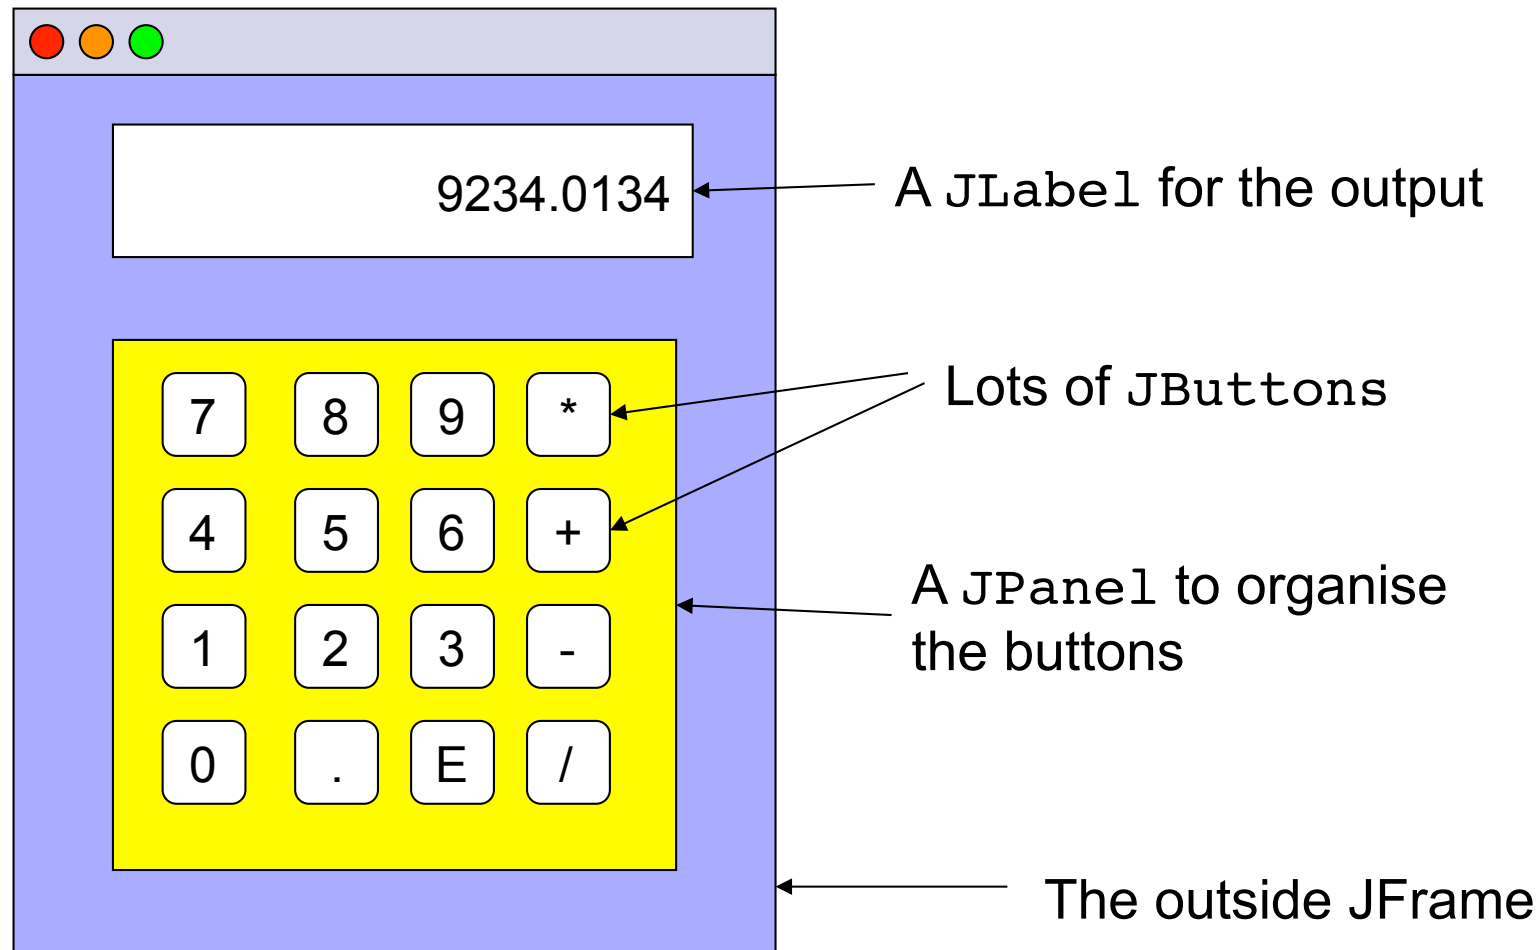 9234.0134
A JLabel for the output
7 8 9 *
Lots of JButtons
4 5 6 +
A JPanel to organise
the buttons
1 2 3 -
0 . E /
The outside JFrame